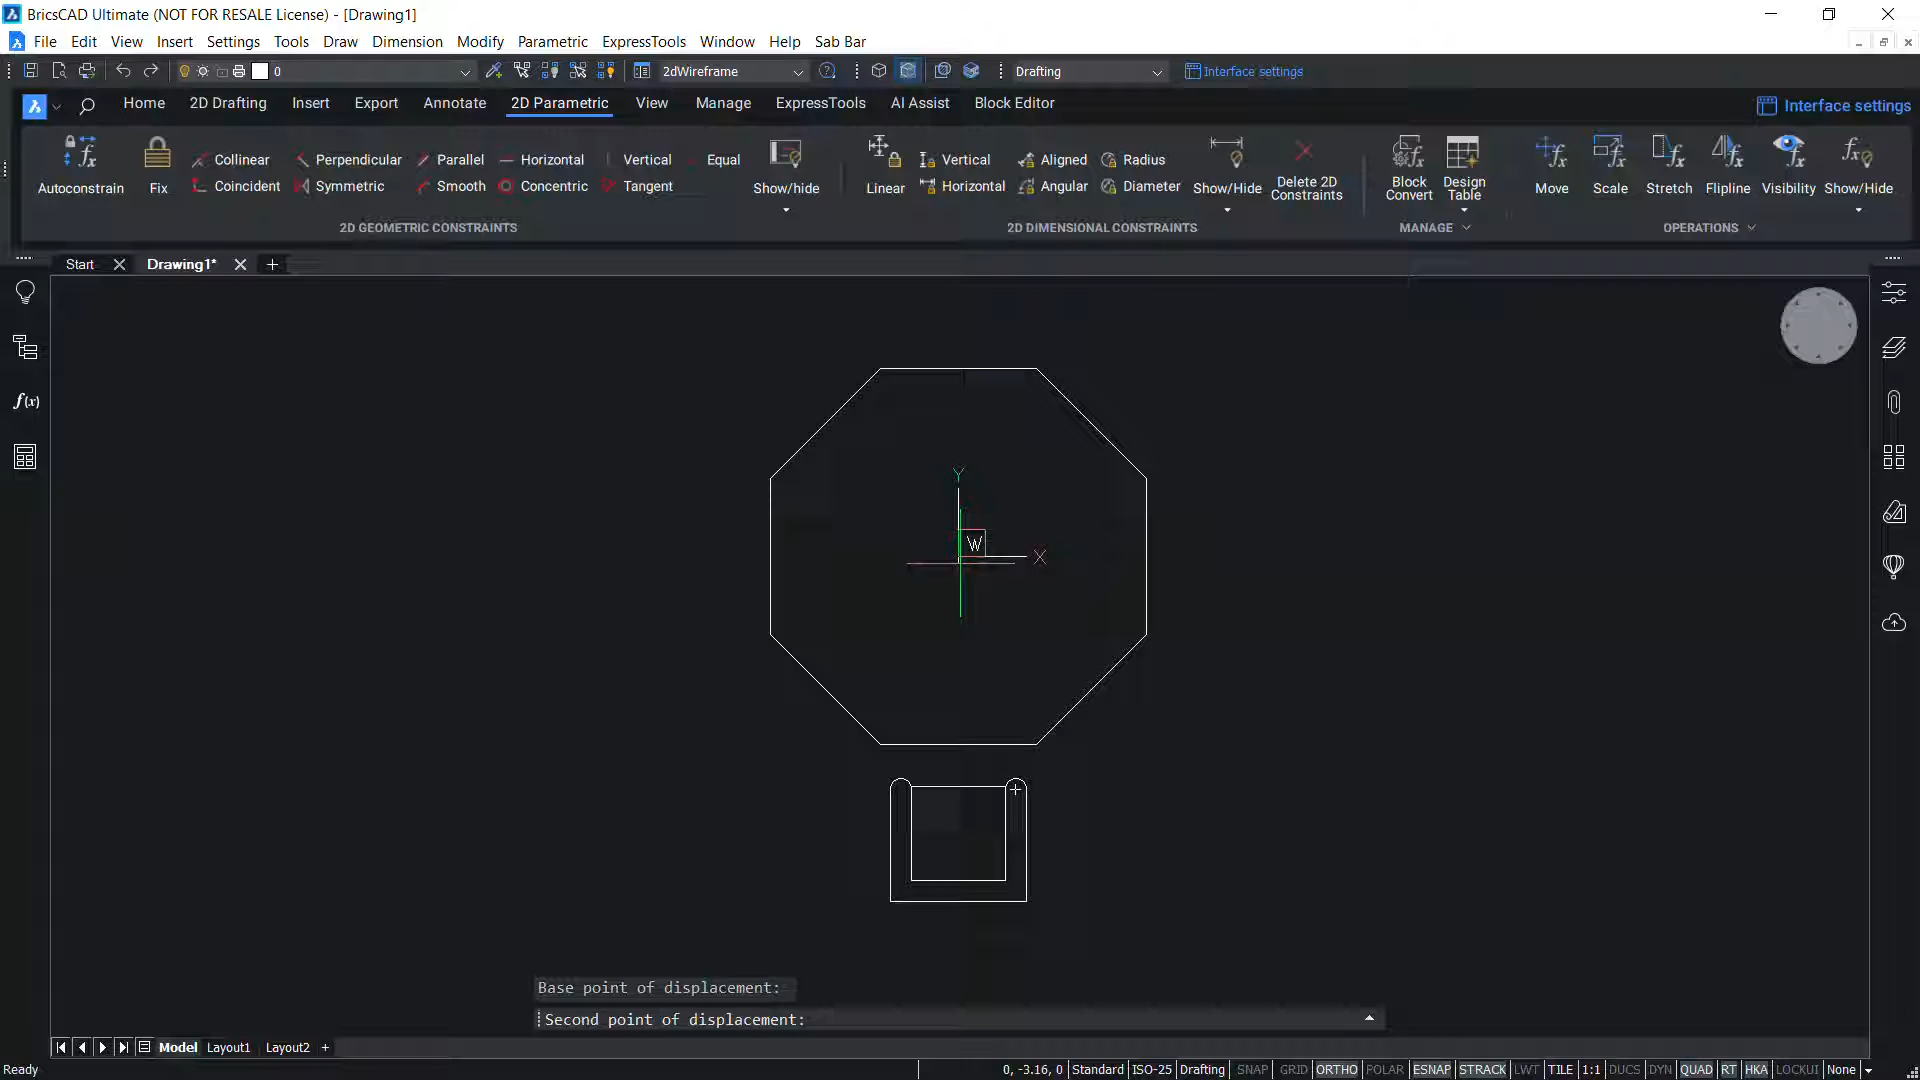 BricsCAD Ultimate (NOT FOR RESALE License) - [Drawing1]
File Edit View Insert Settings Tools Draw Dimension Modify Parametric ExpressTools Window Help Sab Bar
0 2dWireframe Drafting Interface settings
Home 2D Drafting Insert Export Annotate 2D Parametric View Manage ExpressTools AI Assist Block Editor Interface settings
Collinear Perpendicular Parallel Horizontal Vertical Equal Vertical Aligned Radius
Autoconstrain Fix Coincident Symmetric Smooth Concentric Tangent Show/hide Linear Horizontal Angular Diameter Show/Hide Delete 2D Constraints Block Convert Design Table Move Scale Stretch Flipline Visibility Show/Hide
2D GEOMETRIC CONSTRAINTS 2D DIMENSIONAL CONSTRAINTS MANAGE OPERATIONS
Start Drawing1*
f(x)
Y
W
X
Base point of displacement:
Second point of displacement:
Model Layout1 Layout2 +
Ready 0, -3.16, 0 Standard ISO-25 Drafting SNAP GRID ORTHO POLAR ESNAP STRACK LWT TILE 1:1 DUCS DYN QUAD RT HKA LOCKUI None